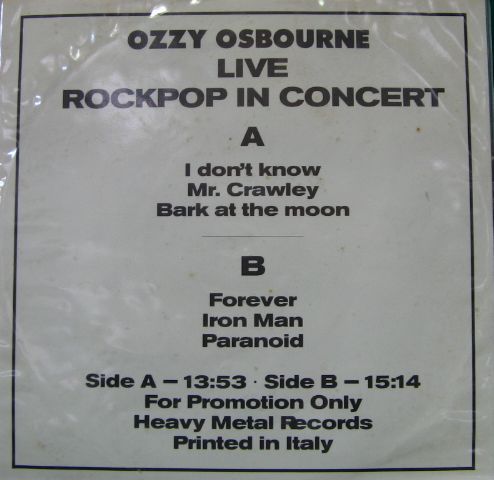 OZZY OSBOURNE
LIVE
ROCKPOP IN CONCERT
A
I don't know
Mr. Crawley
Bark at the moon
B
Forever
Iron Man
Paranoid
Side A – 13:53 · Side B – 15:14
For Promotion Only
Heavy Metal Records
Printed in Italy